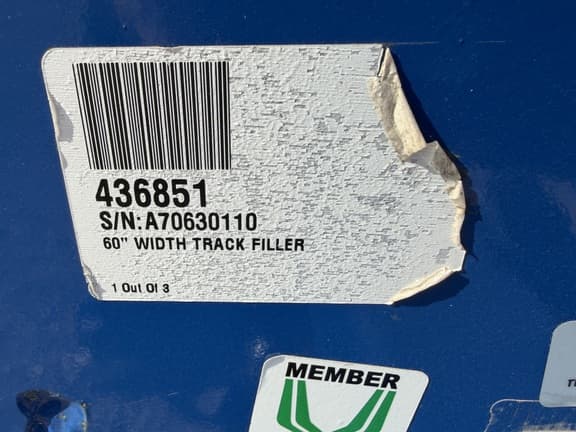 436851
S/N:A70630110
60" WIDTH TRACK FILLER
1 Out Of 3
MEMBER